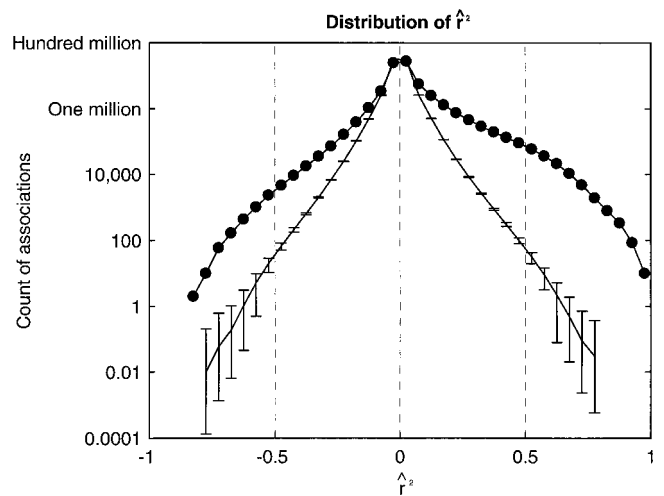 Distribution of r̂²
Hundred million
One million
10,000
100
1
0.01
0.0001
Count of associations
-1
-0.5
0
0.5
1
r̂²